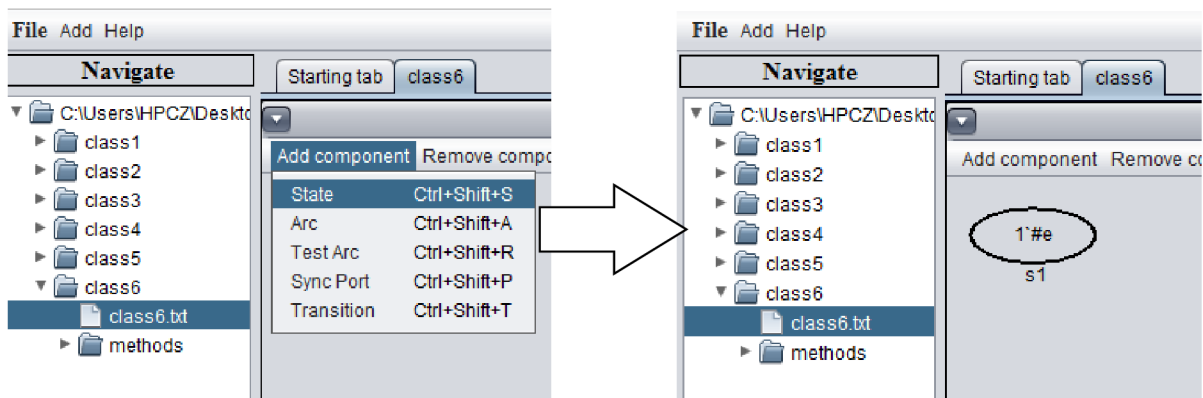 File Add Help
Navigate
Starting tab class6
C:\Users\HPCZ\Deskto
class1
class2
class3
class4
class5
class6
class6.txt
methods
Add component Remove compo
State Ctrl+Shift+S
Arc Ctrl+Shift+A
Test Arc Ctrl+Shift+R
Sync Port Ctrl+Shift+P
Transition Ctrl+Shift+T
File Add Help
Navigate
Starting tab class6
C:\Users\HPCZ\Deskto
class1
class2
class3
class4
class5
class6
class6.txt
methods
Add component Remove co
1`#e
s1